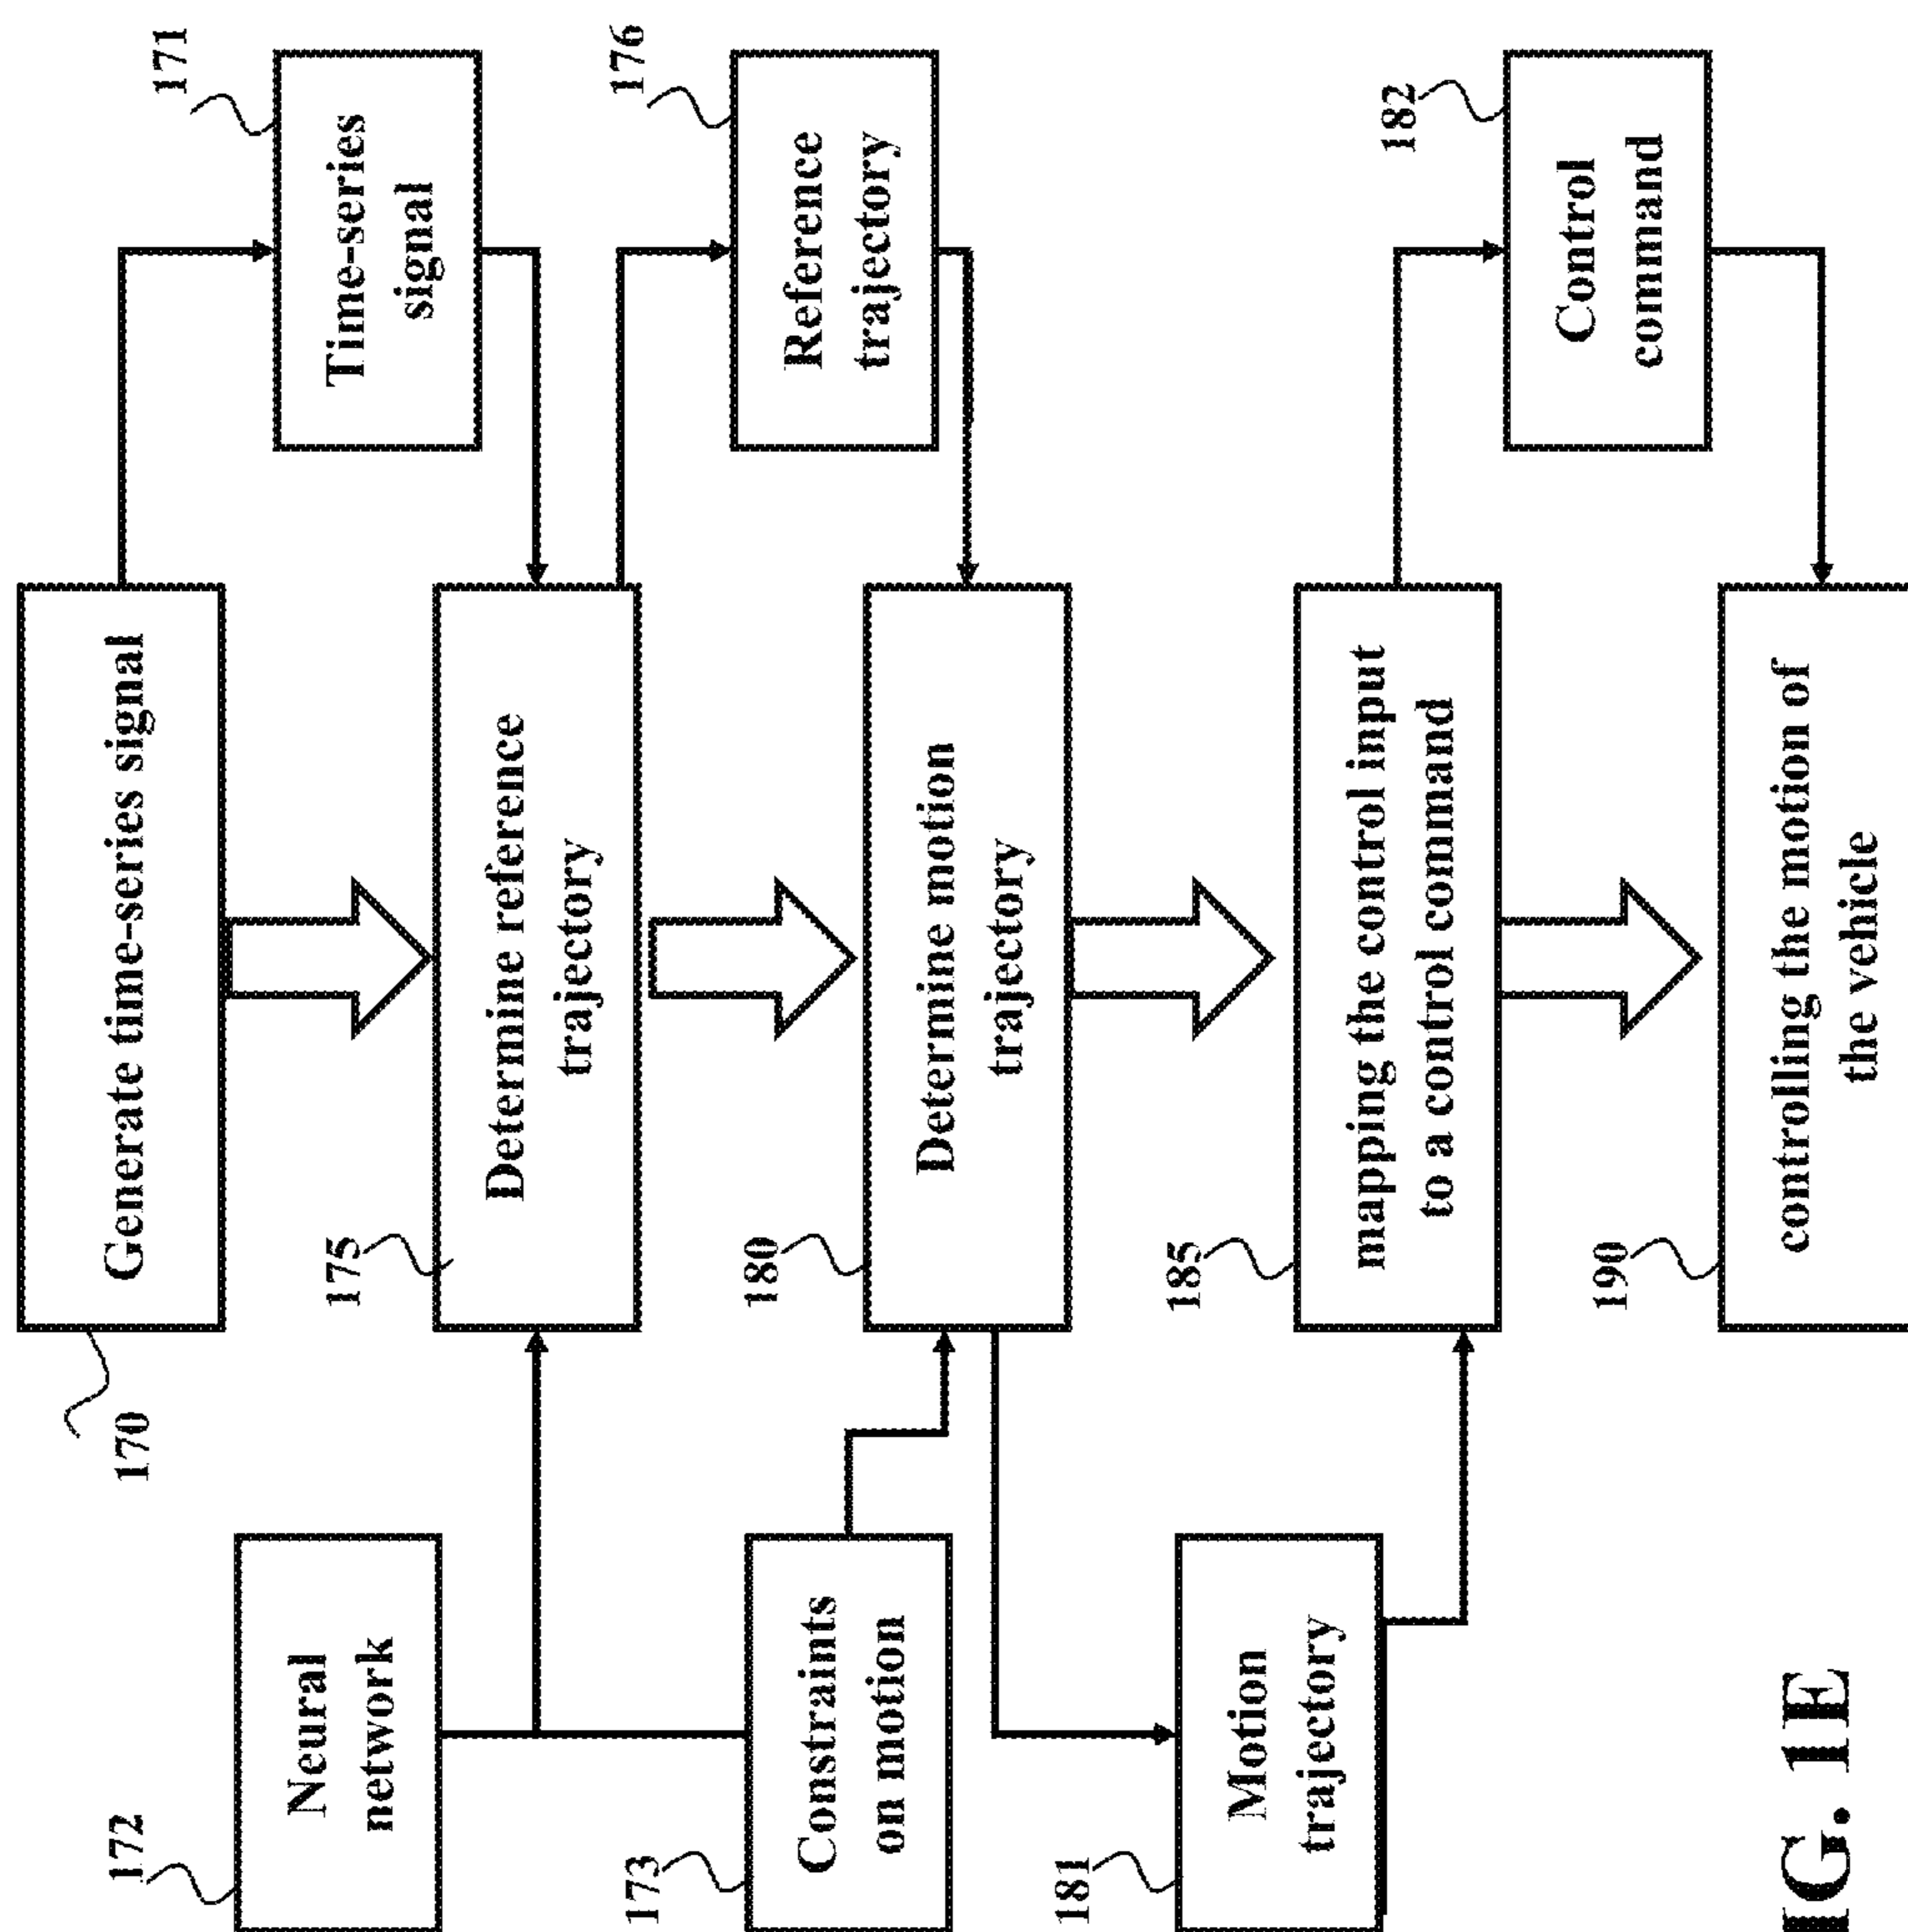 170
Generate time-series signal
171
Time-series
signal
172
Neural
network
175
Determine reference
trajectory
176
Reference
trajectory
173
Constraints
on motion
180
Determine motion
trajectory
181
Motion
trajectory
185
mapping the control input
to a control command
182
Control
command
190
controlling the motion of
the vehicle
IG. 1E